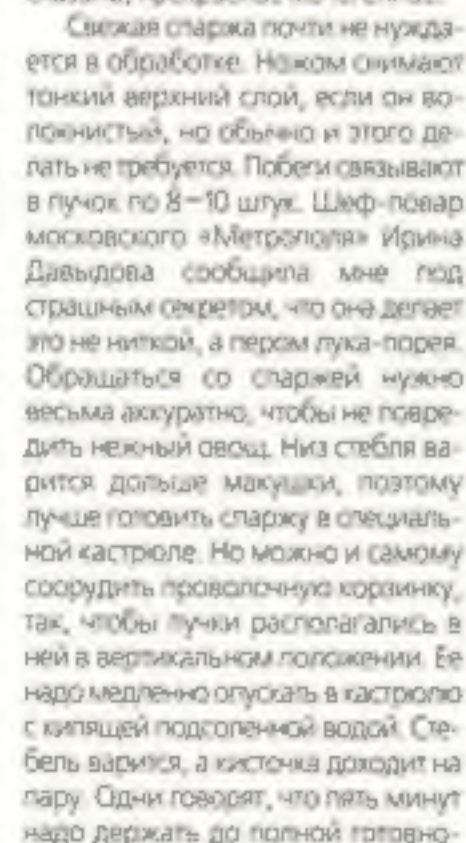 Свежая спаржа почти не нужда-
ется в обработке. Ножом снимают
тонкий верхний слой, если он во-
локнистый, но обычно и этого де-
лать не требуется. Побеги связывают
в пучок по 8–10 штук. Шеф-повар
московского «Метрополя» Ирина
Давыдова сообщила мне под
страшным секретом, что она делает
это не ниткой, а пером лука-порея.
Обращаться со спаржей нужно
весьма аккуратно, чтобы не повре-
дить нежный овощ. Низ стебля ва-
рится дольше макушки, поэтому
лучше готовить спаржу в специаль-
ной кастрюле. Но можно и самому
соорудить проволочную корзинку,
так, чтобы пучки располагались в
ней в вертикальном положении. Ее
надо медленно опускать в кастрюлю
с кипящей подсоленной водой. Сте-
бель варится, а кисточка доходит на
пару. Одни говорят, что пять минут
надо держать до полной готовно-